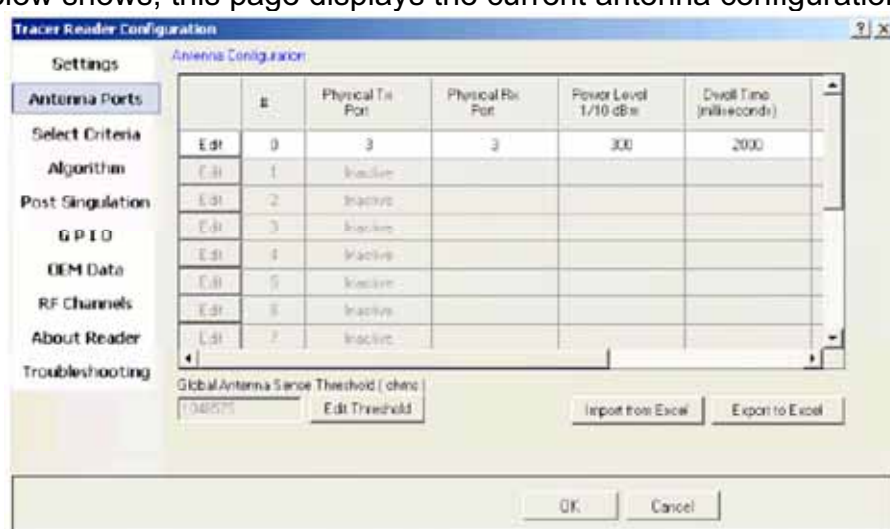 low shows, this page displays the current antenna configuration
Tracer Reader Configuration
Settings
Antenna Ports
Select Criteria
Algorithm
Post Singulation
GPIO
OEM Data
RF Channels
About Reader
Troubleshooting
Antenna Configuration
# Physical Tx Port Physical Rx Port Power Level 1/10 dBm Dwell Time (milliseconds)
Edit 0 3 3 300 2000
Edit 1 Inactive
Edit 2 Inactive
Edit 3 Inactive
Edit 4 Inactive
Edit 5 Inactive
Edit 6 Inactive
Edit 7 Inactive
Global Antenna Sense Threshold ( ohms )
1048575 Edit Threshold Import from Excel Export to Excel
OK Cancel